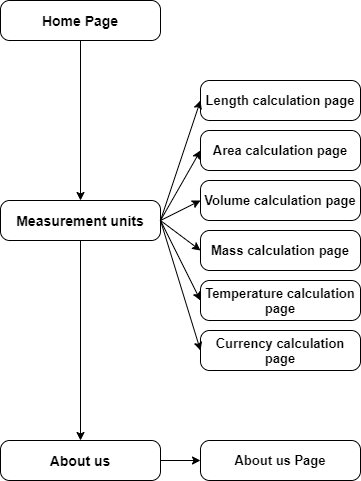 Home Page
Length calculation page
Area calculation page
Volume calculation page
Measurement units
Mass calculation page
Temperature calculation
page
Currency calculation
page
About us
About us Page